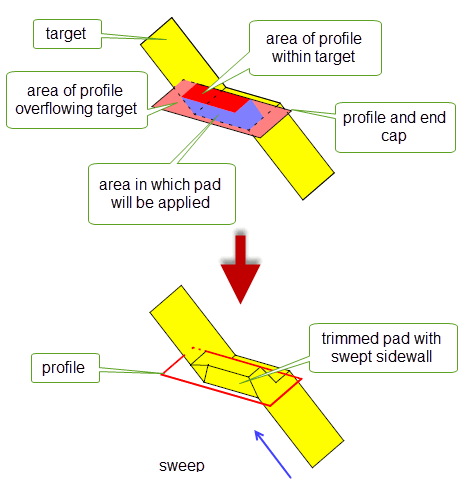 target
area of profile
within target
area of profile
overflowing target
profile and end
cap
area in which pad
will be applied
trimmed pad with
swept sidewall
profile
sweep